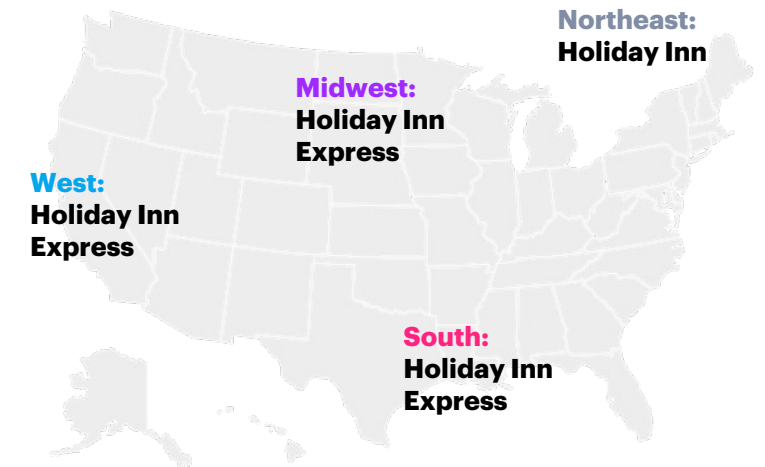 Northeast:
Holiday Inn
Midwest:
Holiday Inn
Express
West:
Holiday Inn
Express
South:
Holiday Inn
Express